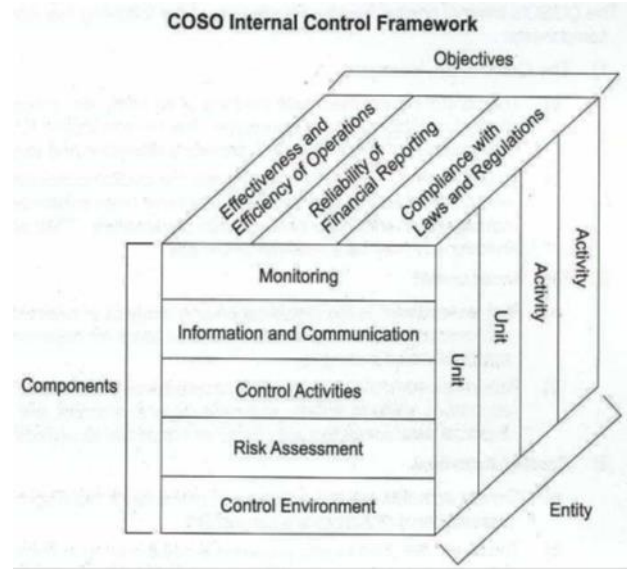 COSO Internal Control Framework
Objectives
Effectiveness and
Efficiency of Operations
Reliability of
Financial Reporting
Compliance with
Laws and Regulations
Components
Monitoring
Information and Communication
Control Activities
Risk Assessment
Control Environment
Unit
Unit
Activity
Activity
Entity